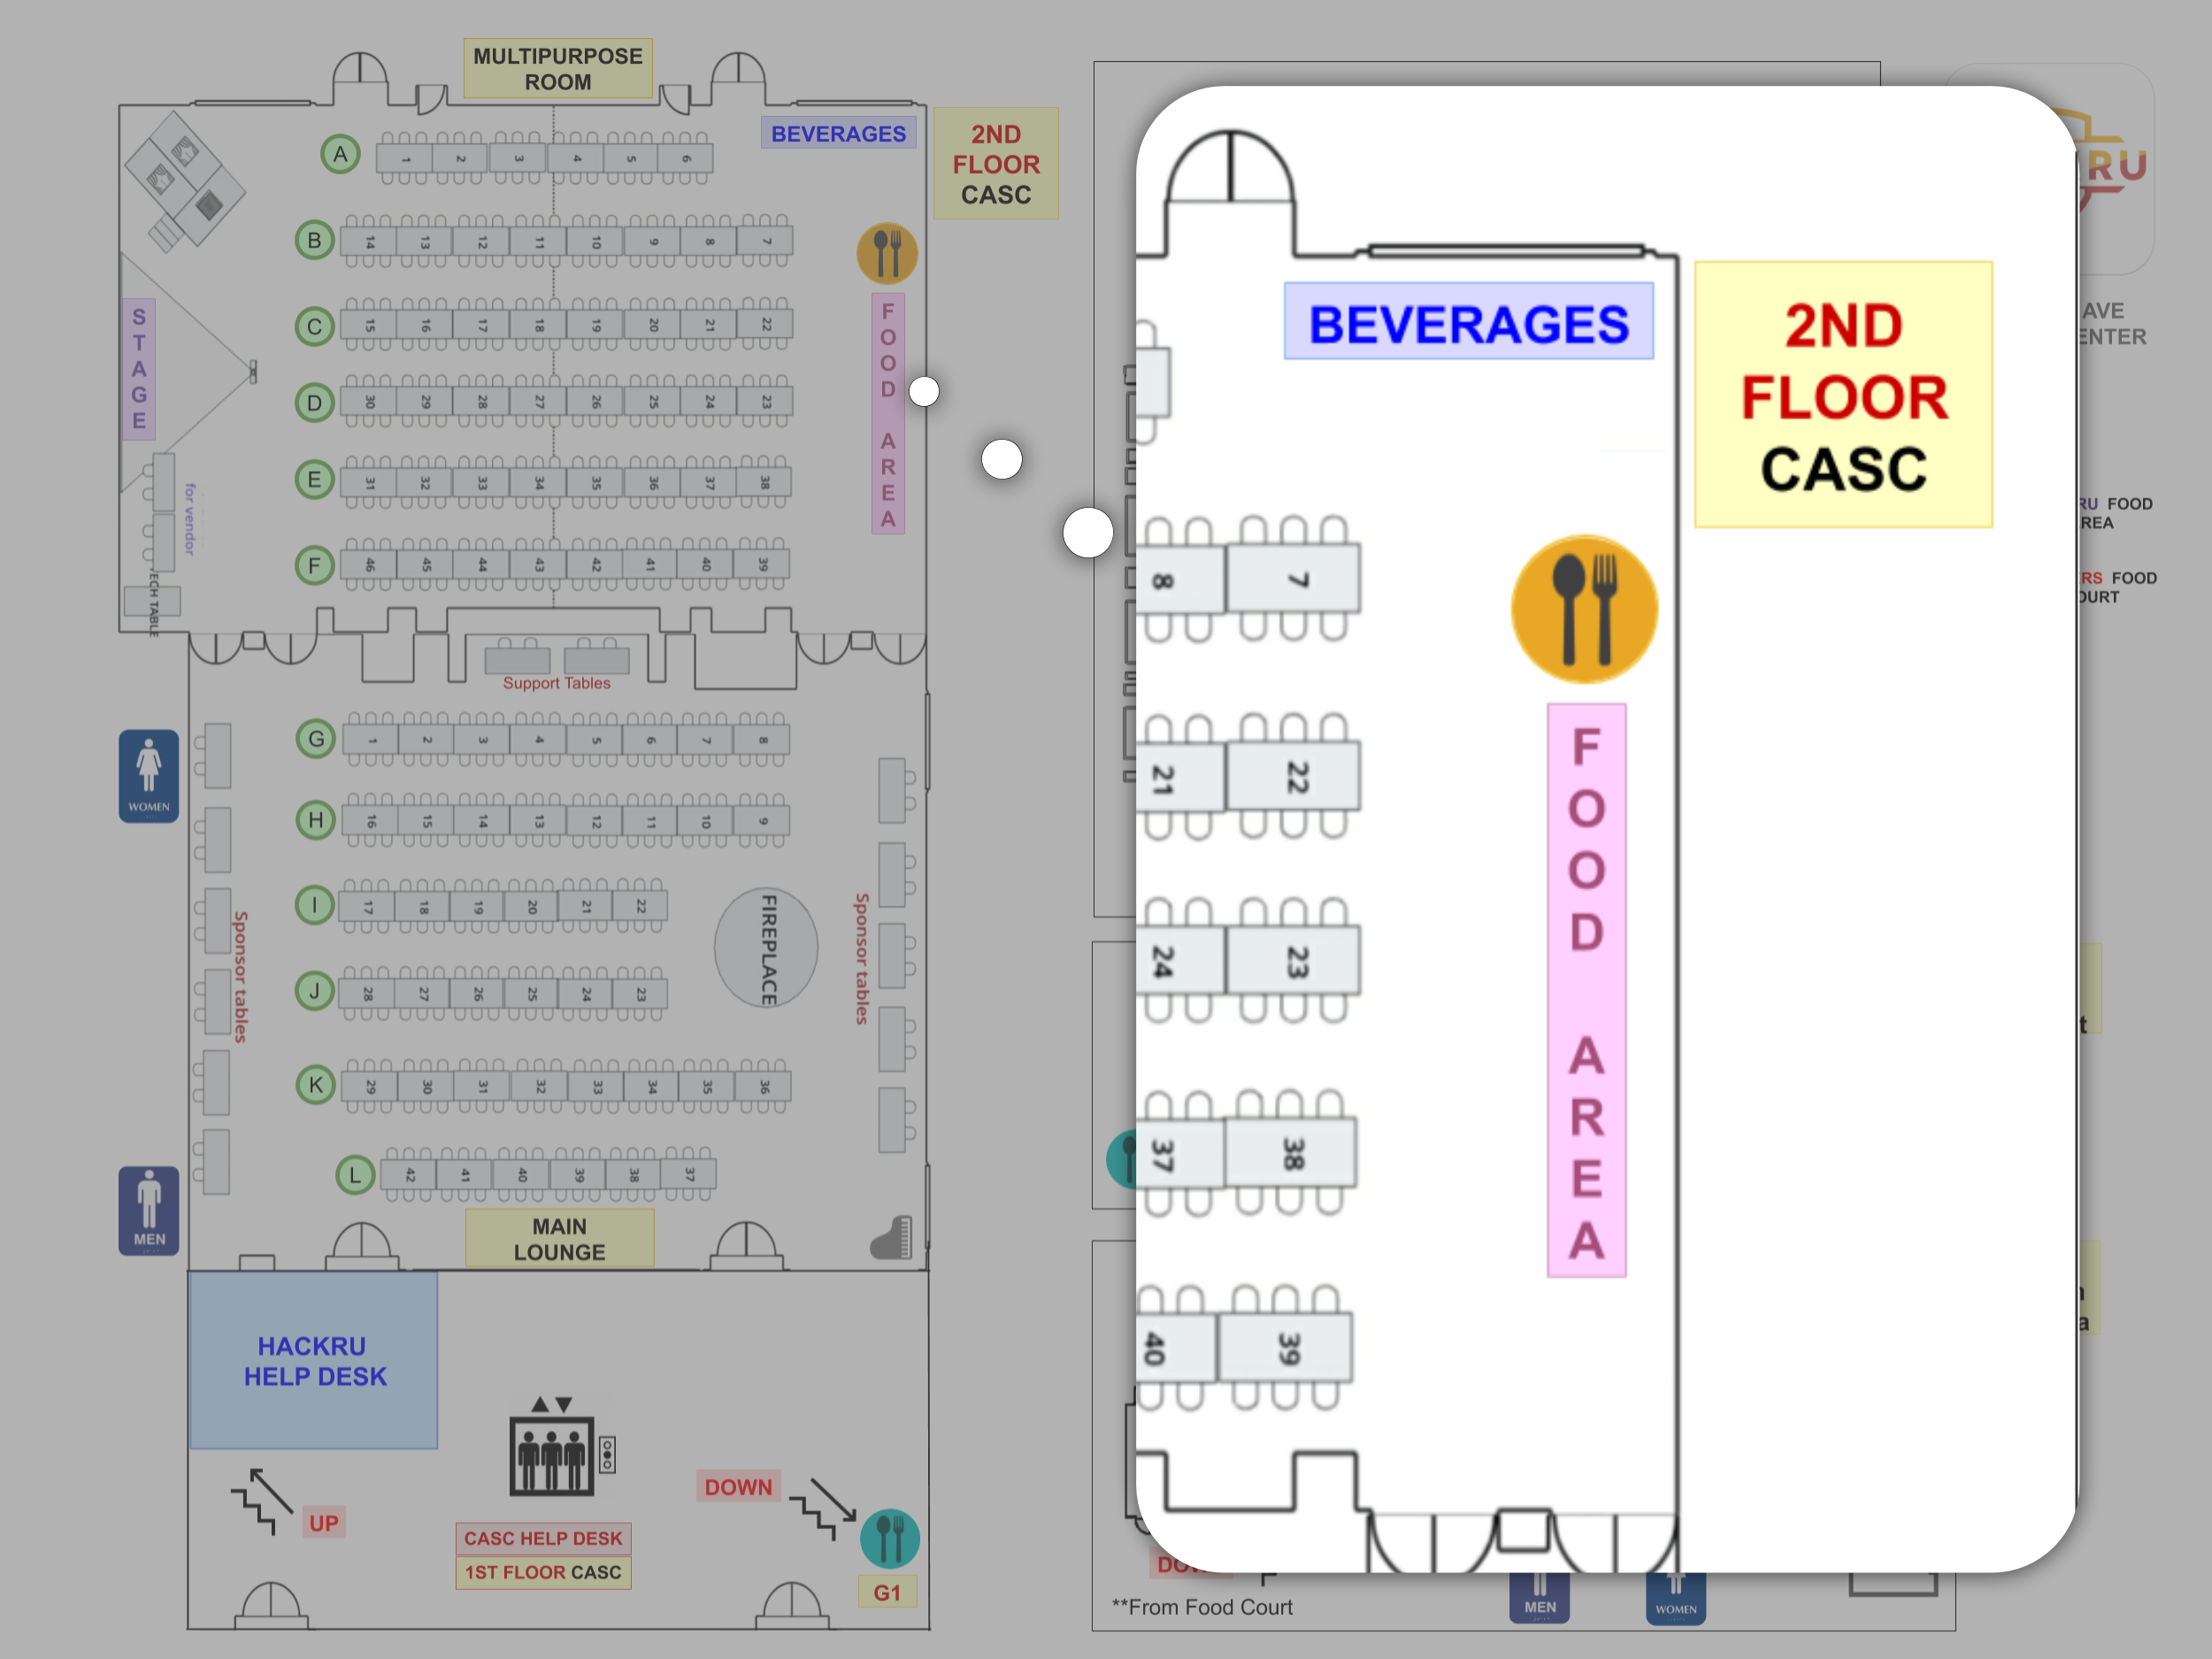 MULTIPURPOSE
ROOM
BEVERAGES
2ND
FLOOR
CASC
A
1 2 3 4 5 6
B
14 13 12 11 10 9 8 7
C
15 16 17 18 19 20 21 22
D
30 29 28 27 26 25 24 23
E
31 32 33 34 35 36 37 38
F
46 45 44 43 42 41 40 39
STAGE
FOOD AREA
for vendor
TECH TABLE
Support Tables
WOMEN
G
1 2 3 4 5 6 7 8
H
16 15 14 13 12 11 10 9
I
17 18 19 20 21 22
J
28 27 26 25 24 23
K
29 30 31 32 33 34 35 36
L
42 41 40 39 38 37
Sponsor tables
FIREPLACE
Sponsor tables
MEN
MAIN
LOUNGE
HACKRU
HELP DESK
UP
DOWN
CASC HELP DESK
1ST FLOOR CASC
G1
BEVERAGES
2ND
FLOOR
CASC
8 7
21 22
24 23
37 38
40 39
FOOD AREA
RU
AVE
ENTER
RU FOOD
REA
RS FOOD
OURT
t
a
**From Food Court
MEN
WOMEN